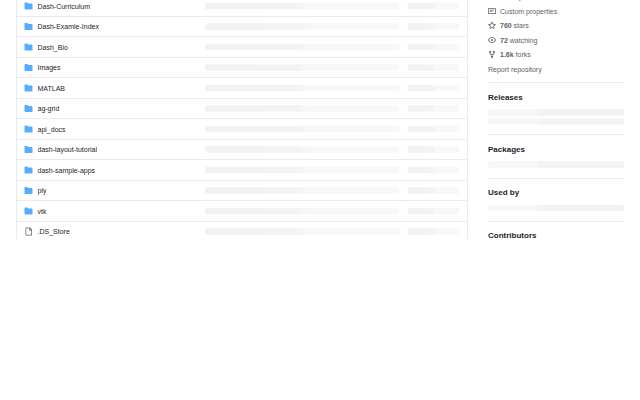 Dash-Curriculum
Dash-Examle-Index
Dash_Bio
Images
MATLAB
ag-grid
api_docs
dash-layout-tutorial
dash-sample-apps
ply
vtk
.DS_Store
Custom properties
760 stars
72 watching
1.6k forks
Report repository
Releases
Packages
Used by
Contributors